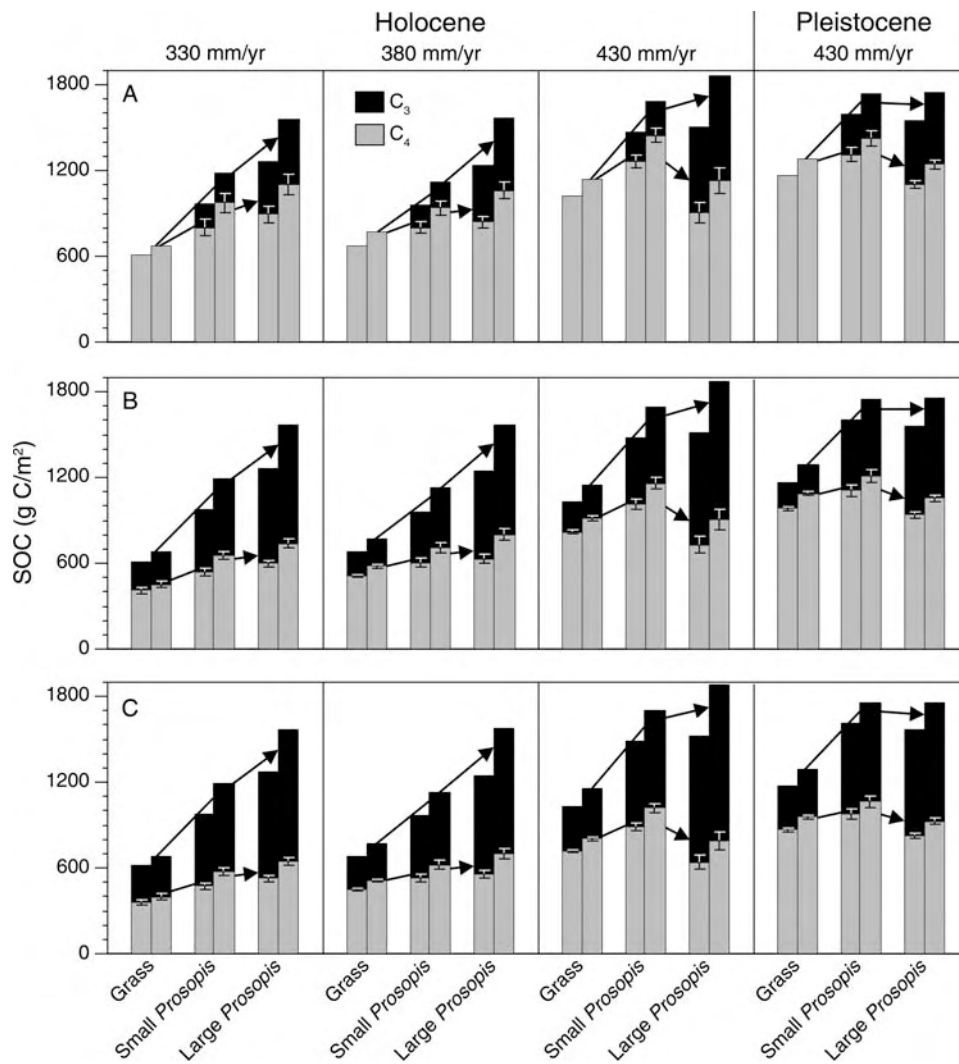 Holocene
Pleistocene
330 mm/yr
380 mm/yr
430 mm/yr
430 mm/yr
SOC (g C/m²)
A
C₃
C₄
1800
1200
600
0
B
1800
1200
600
0
C
1800
1200
600
0
Grass
Small Prosopis
Large Prosopis
Grass
Small Prosopis
Large Prosopis
Grass
Small Prosopis
Large Prosopis
Grass
Small Prosopis
Large Prosopis